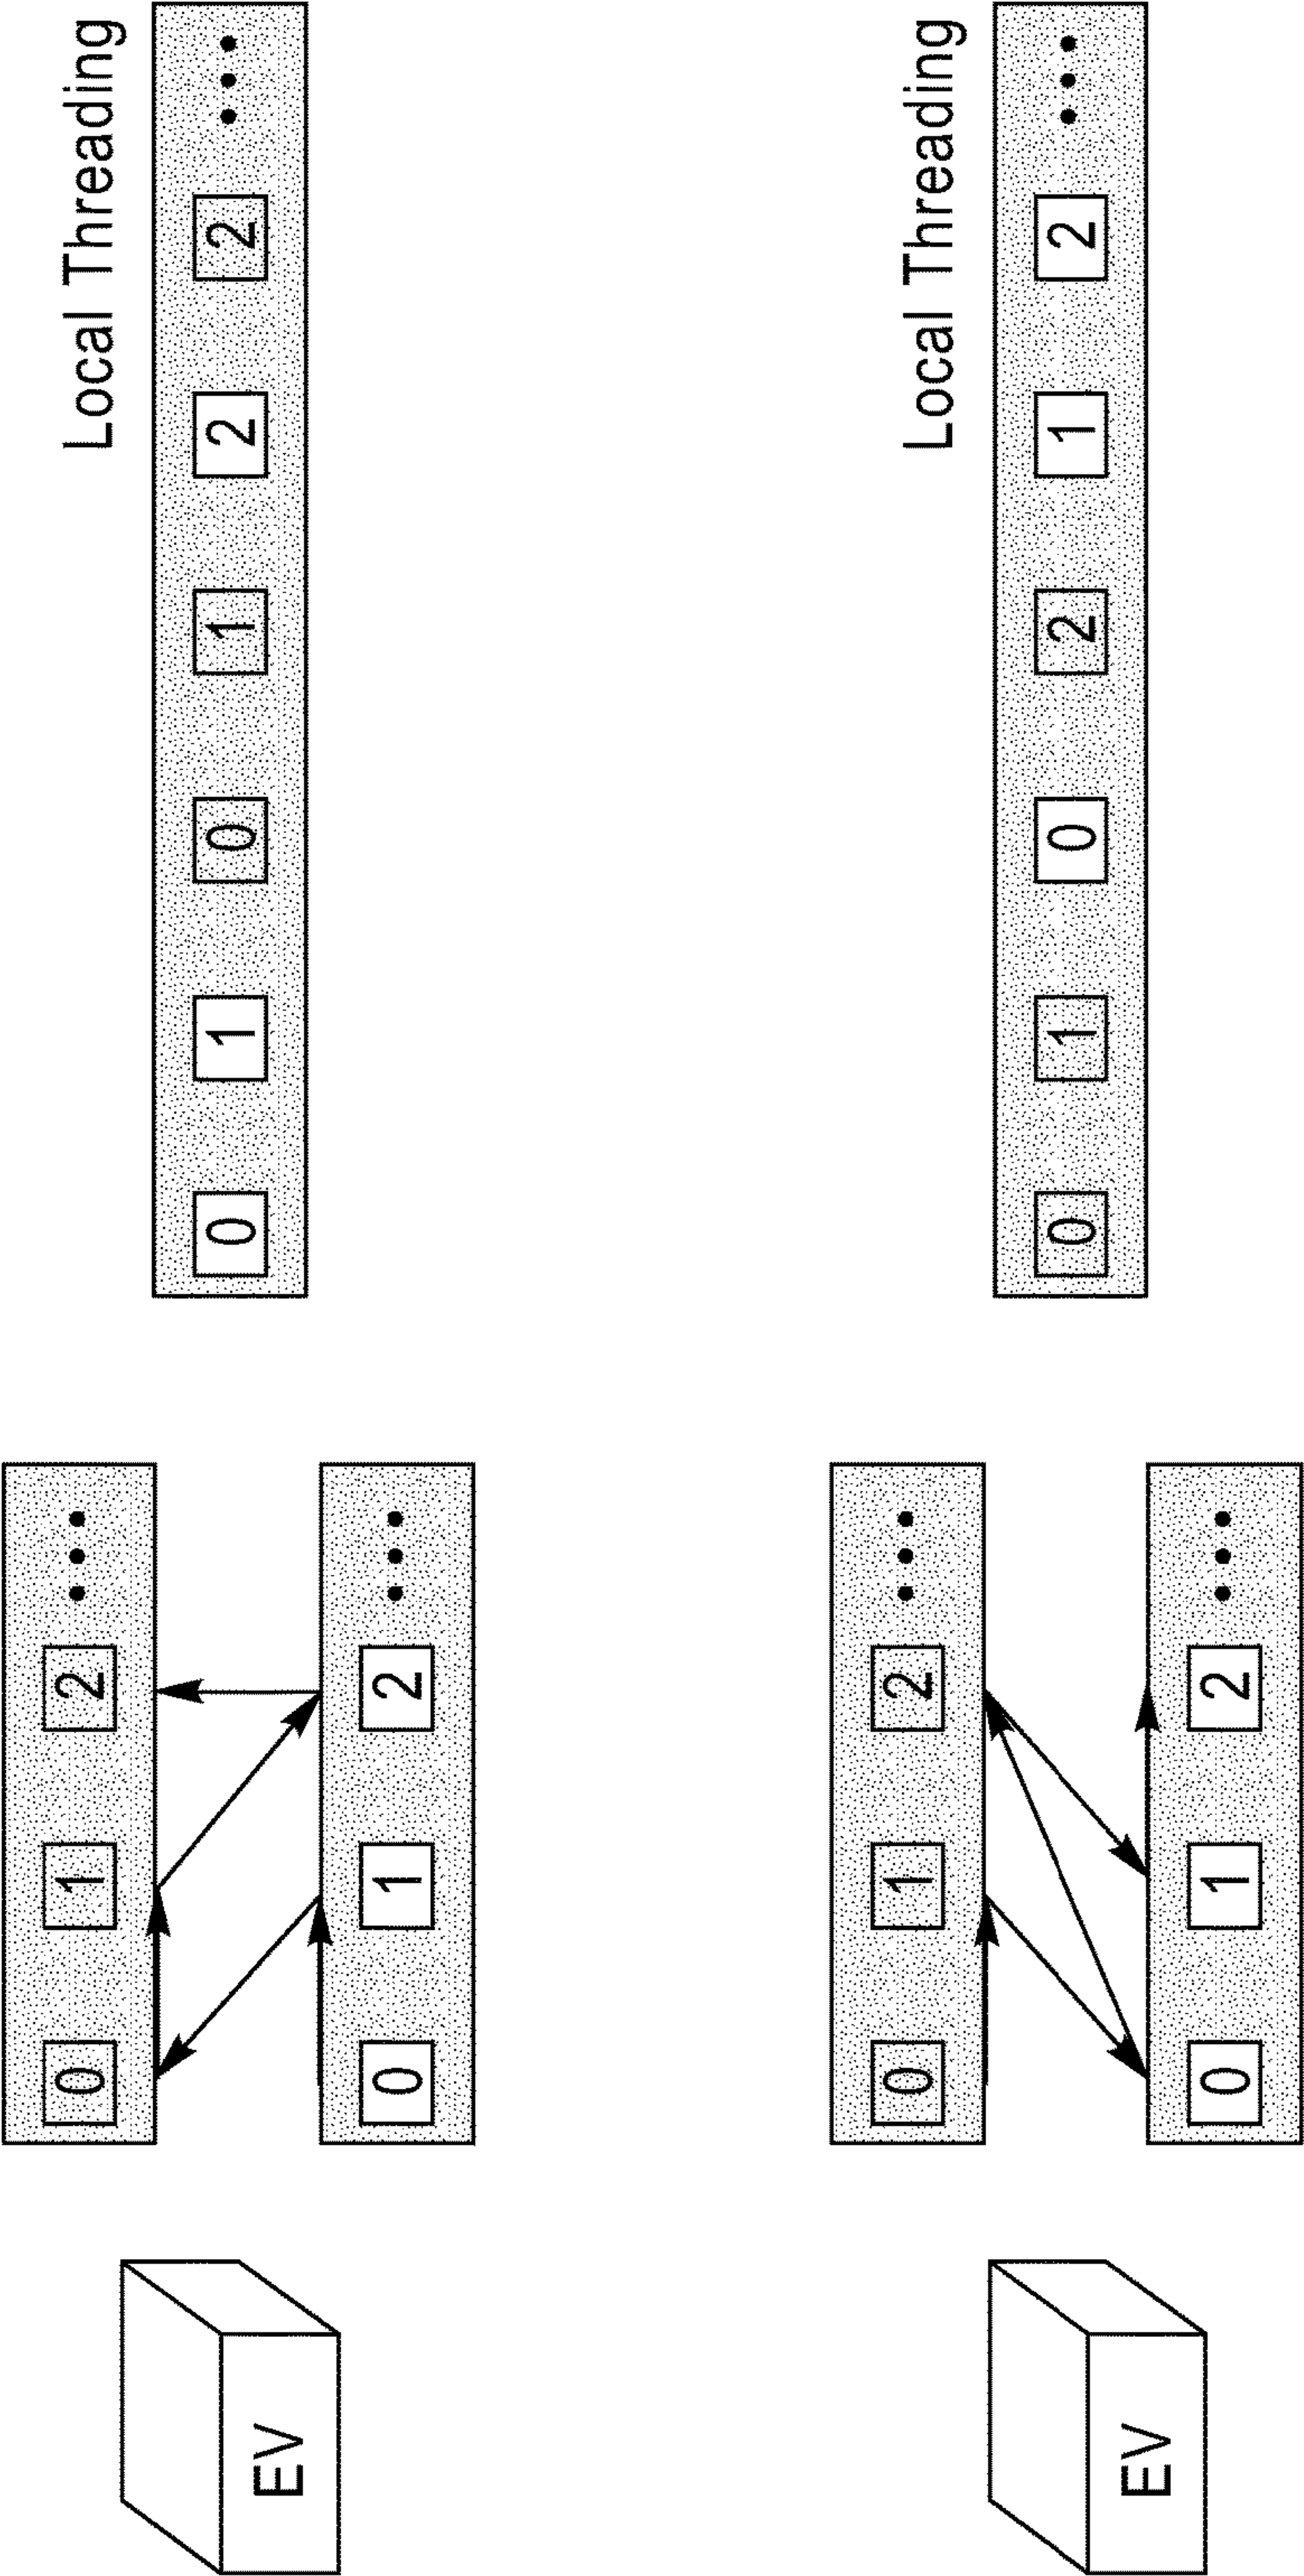 0 1 2 •••
Local Threading
0 1 0 1 2 2 •••
EV
0 1 2 •••
0 1 2 •••
Local Threading
0 1 0 2 1 2 •••
EV
0 1 2 •••